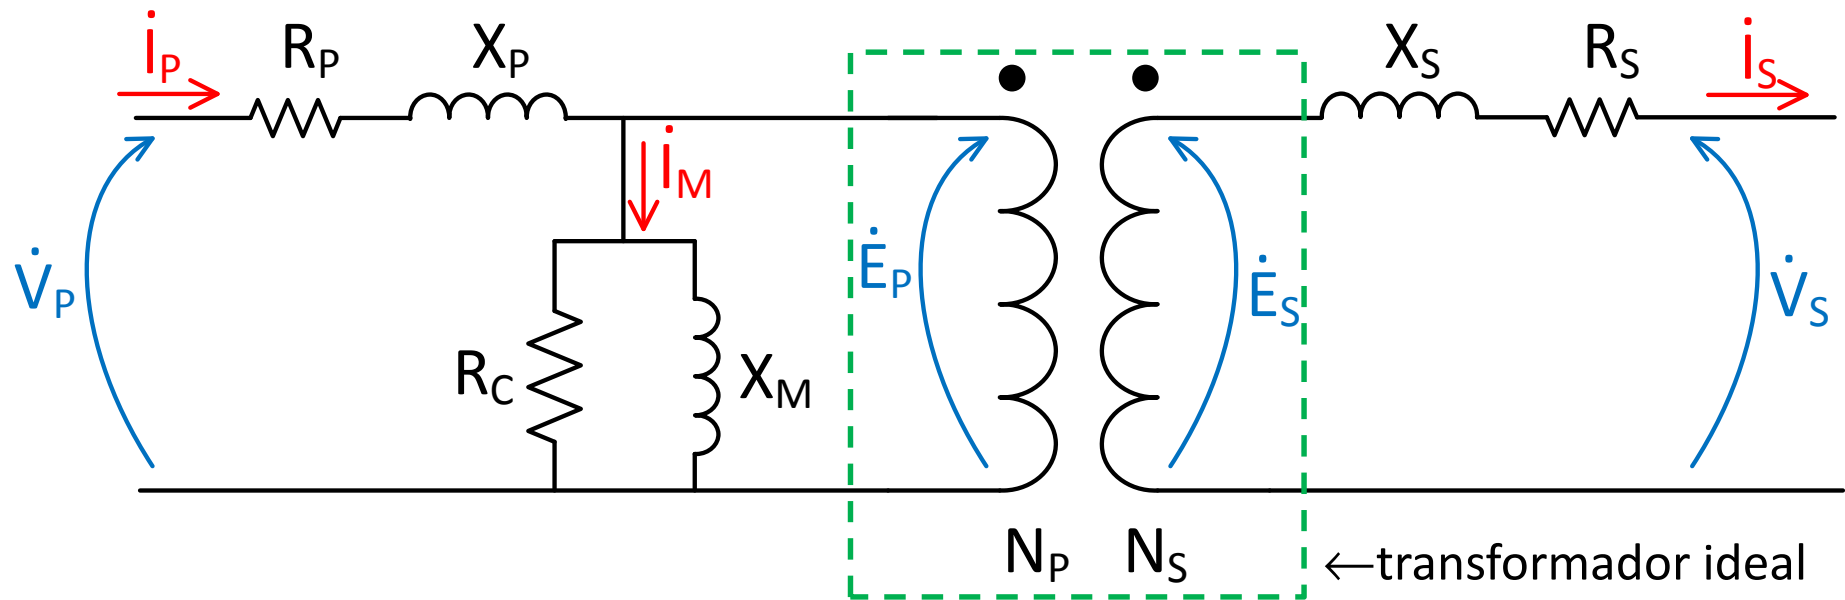 i̇P
RP
XP
XS
RS
i̇S
i̇M
V̇P
ĖP
ĖS
V̇S
RC
XM
NP
NS
←transformador ideal